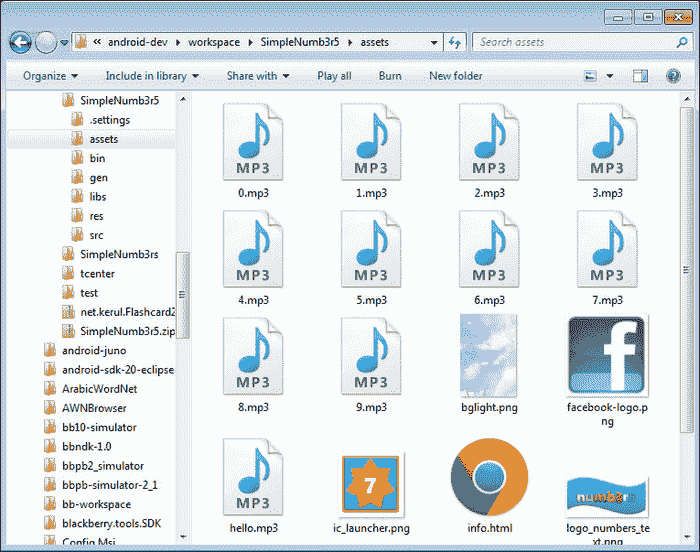 « android-dev ▸ workspace ▸ SimpleNumb3r5 ▸ assets
Search assets
Organize Include in library Share with Play all Burn New folder
SimpleNumb3r5
.settings
assets
bin
gen
libs
res
src
SimpleNumb3rs
tcenter
test
net.kerul.Flashcard2
SimpleNumb3r5.zip
android-juno
android-sdk-20-eclipse
ArabicWordNet
AWNBrowser
bb10-simulator
bbndk-1.0
bbpb2_simulator
bbpb-simulator-2_1
bb-workspace
blackberry.tools.SDK
Config.Msi
MP3 MP3 MP3 MP3
0.mp3 1.mp3 2.mp3 3.mp3
MP3 MP3 MP3 MP3
4.mp3 5.mp3 6.mp3 7.mp3
MP3 MP3 f
8.mp3 9.mp3 bglight.png facebook-logo.p
ng
MP3 7 numb3rs
hello.mp3 ic_launcher.png info.html logo_numbers_te
xt.png